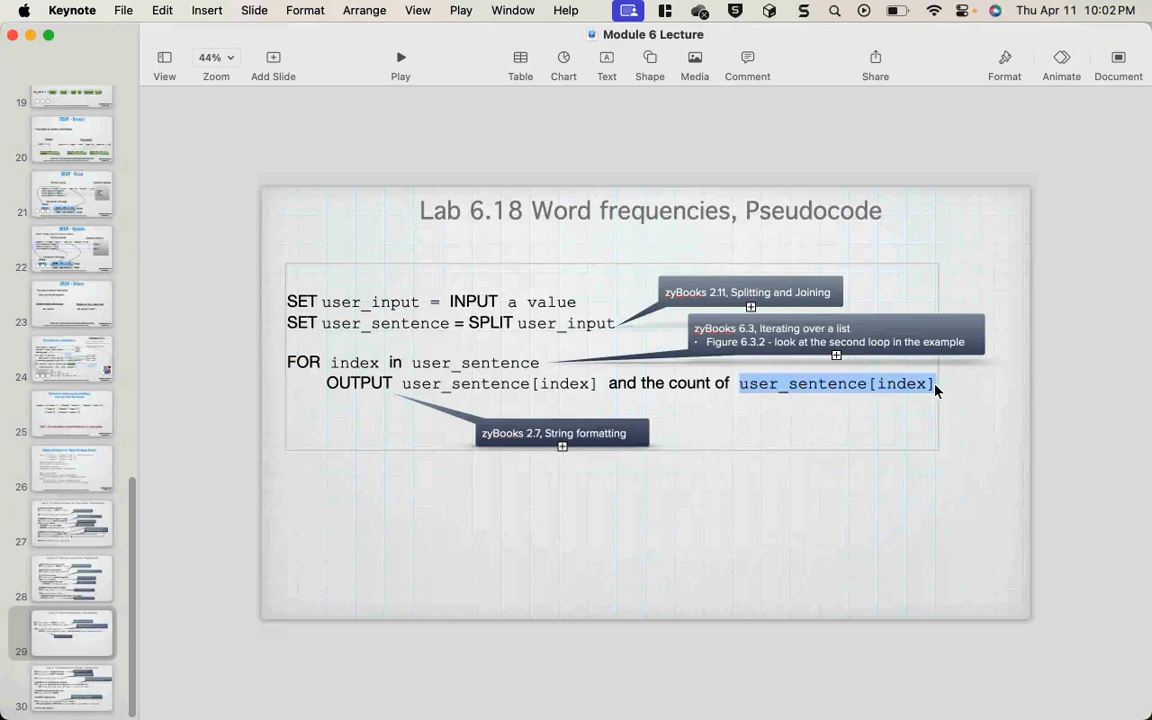 Keynote File Edit Insert Slide Format Arrange View Play Window Help Thu Apr 11 10:02 PM
Module 6 Lecture
44%
View Zoom Add Slide Play Table Chart Text Shape Media Comment Share Format Animate Document
19
20
21
22
23
24
25
26
27
28
29
30
Lab 6.18 Word frequencies, Pseudocode
zyBooks 2.11, Splitting and Joining
SET user_input = INPUT a value
SET user_sentence = SPLIT user_input
zyBooks 6.3, Iterating over a list
• Figure 6.3.2 - look at the second loop in the example
FOR index in user_sentence
OUTPUT user_sentence[index] and the count of user_sentence[index]
zyBooks 2.7, String formatting